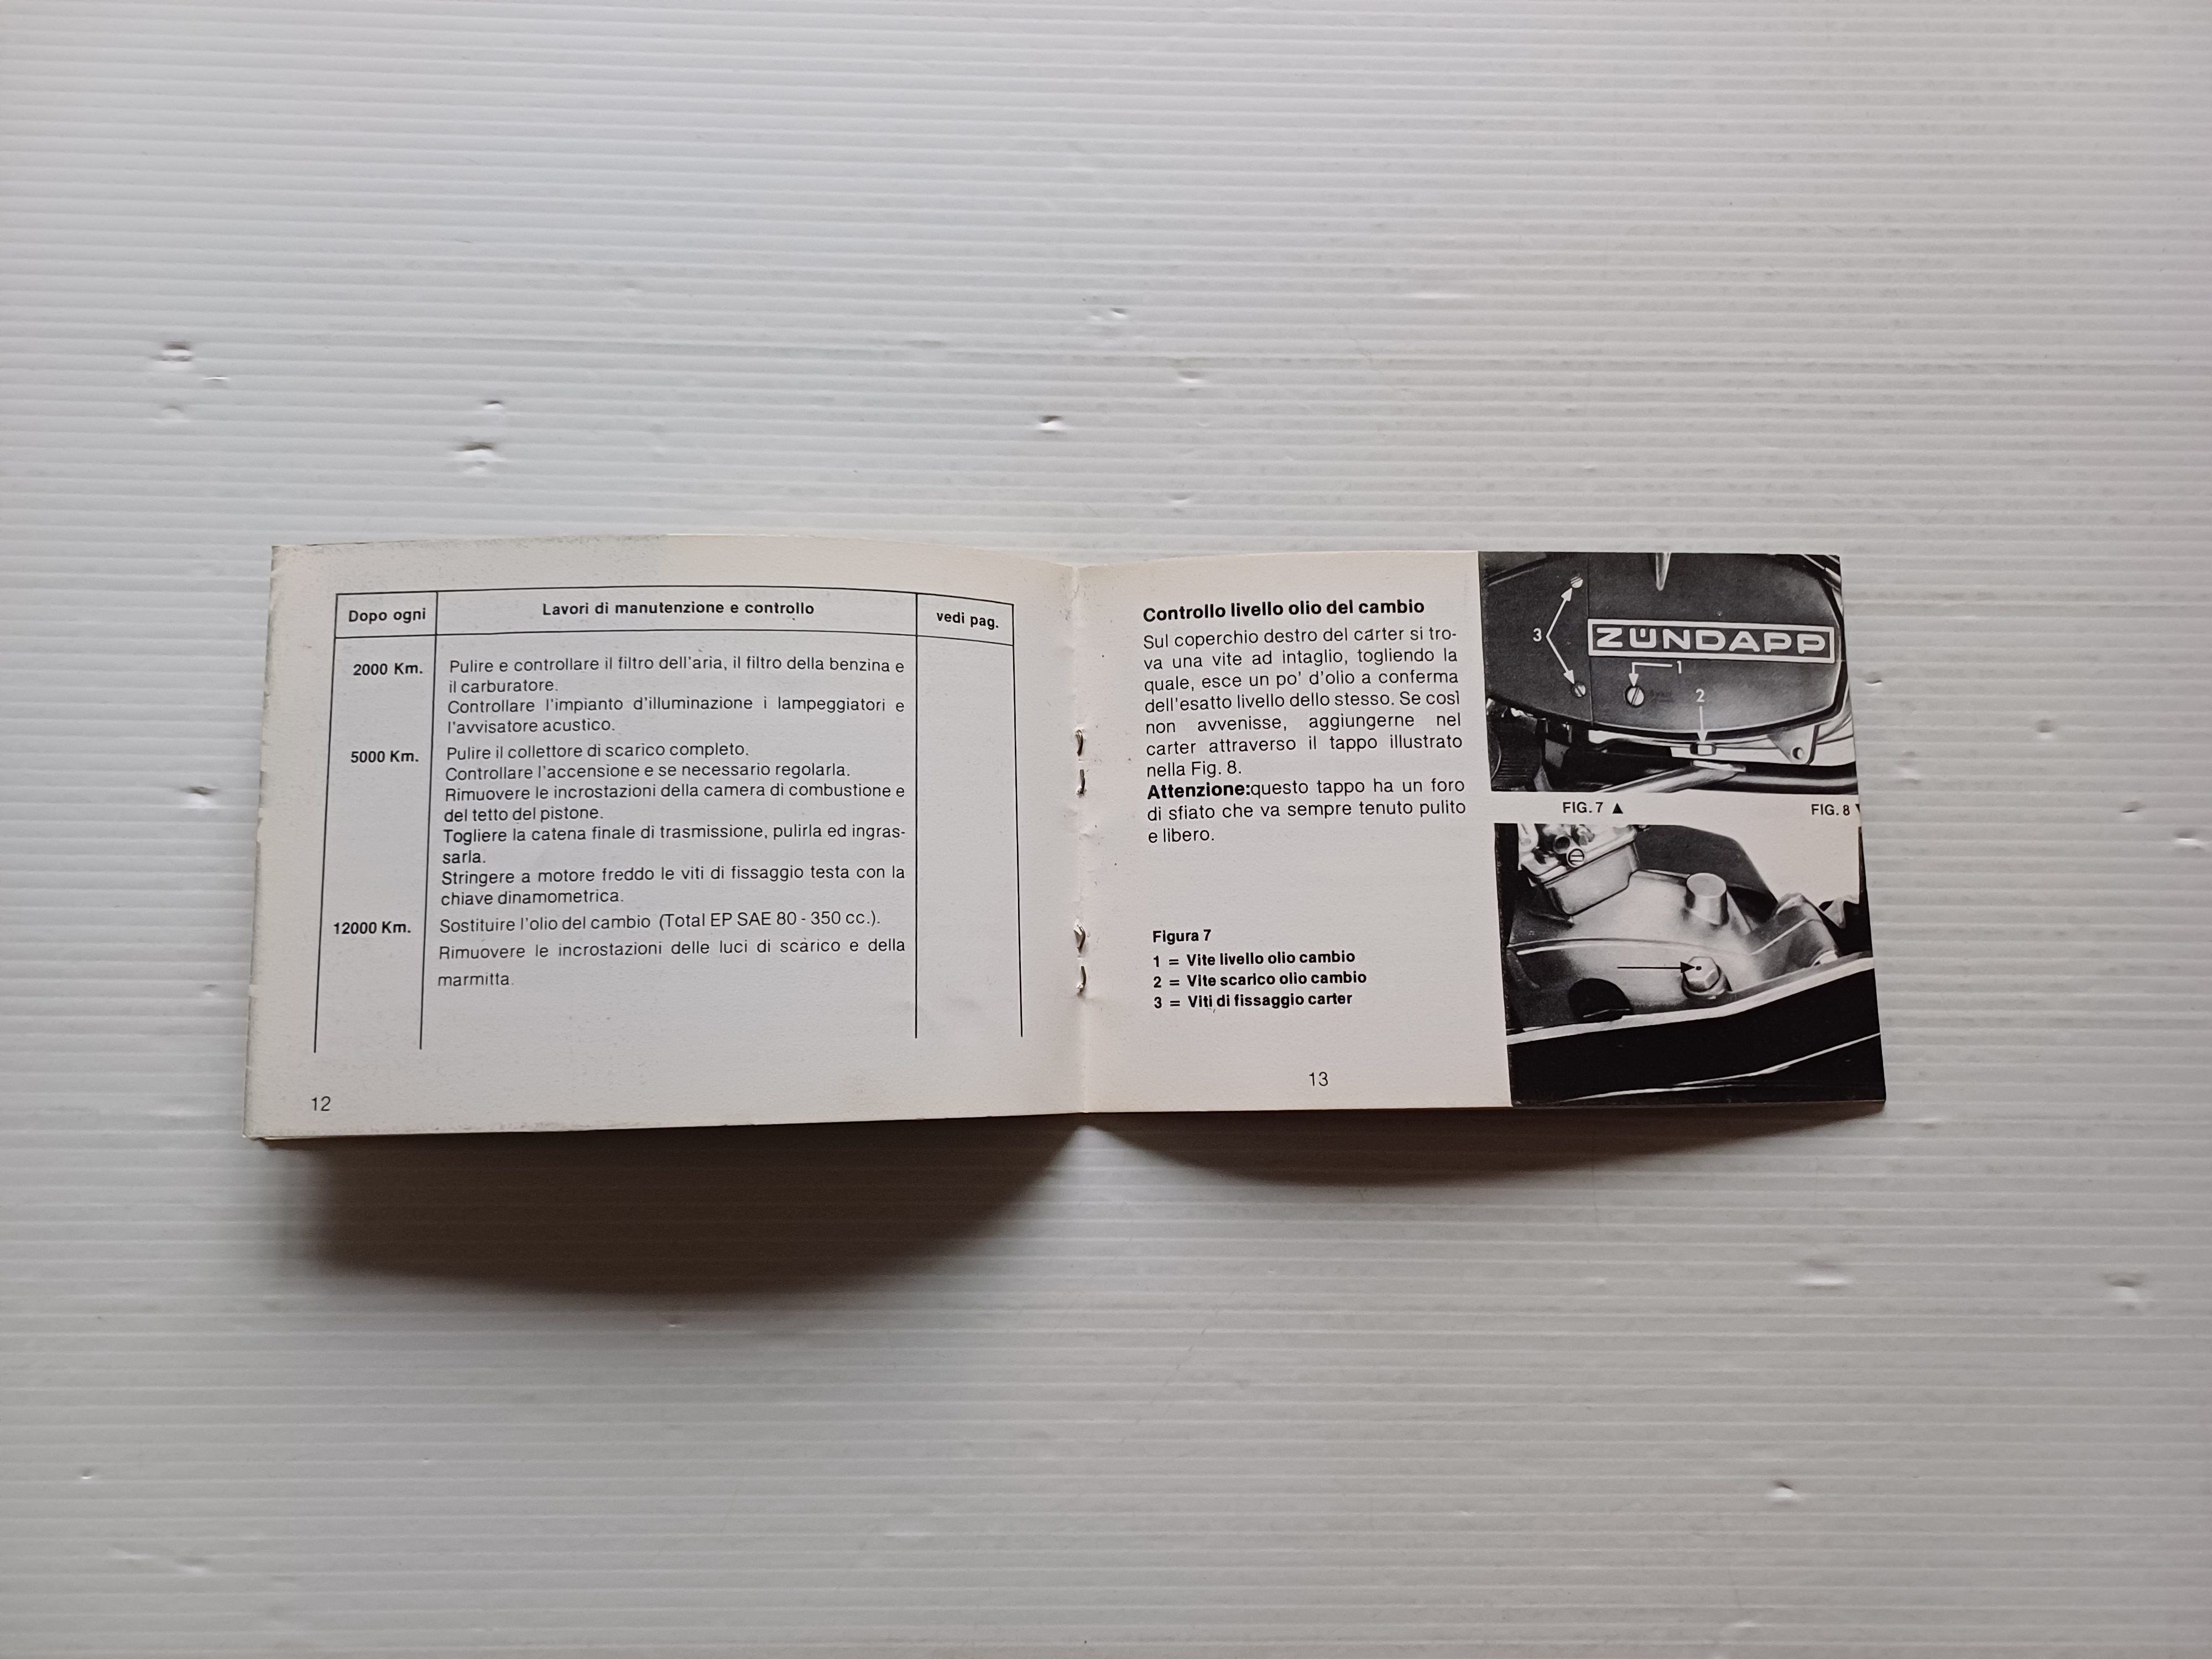 Dopo ogni Lavori di manutenzione e controllo vedi pag.
2000 Km. Pulire e controllare il filtro dell'aria, il filtro della benzina e
il carburatore.
Controllare l'impianto d'illuminazione i lampeggiatori e
l'avvisatore acustico.
5000 Km. Pulire il collettore di scarico completo.
Controllare l'accensione e se necessario regolarla.
Rimuovere le incrostazioni della camera di combustione e
del tetto del pistone.
Togliere la catena finale di trasmissione, pulirla ed ingras-
sarla.
Stringere a motore freddo le viti di fissaggio testa con la
chiave dinamometrica.
12000 Km. Sostituire l'olio del cambio (Total EP SAE 80 - 350 cc.).
Rimuovere le incrostazioni delle luci di scarico e della
marmitta.
12
Controllo livello olio del cambio
Sul coperchio destro del carter si tro-
va una vite ad intaglio, togliendo la
quale, esce un po' d'olio a conferma
dell'esatto livello dello stesso. Se così
non avvenisse, aggiungerne nel
carter attraverso il tappo illustrato
nella Fig. 8.
Attenzione:questo tappo ha un foro
di sfiato che va sempre tenuto pulito
e libero.
Figura 7
1 = Vite livello olio cambio
2 = Vite scarico olio cambio
3 = Viti di fissaggio carter
13
3
ZÜNDAPP
1
2
FIG. 7 ▲ FIG. 8 ▼